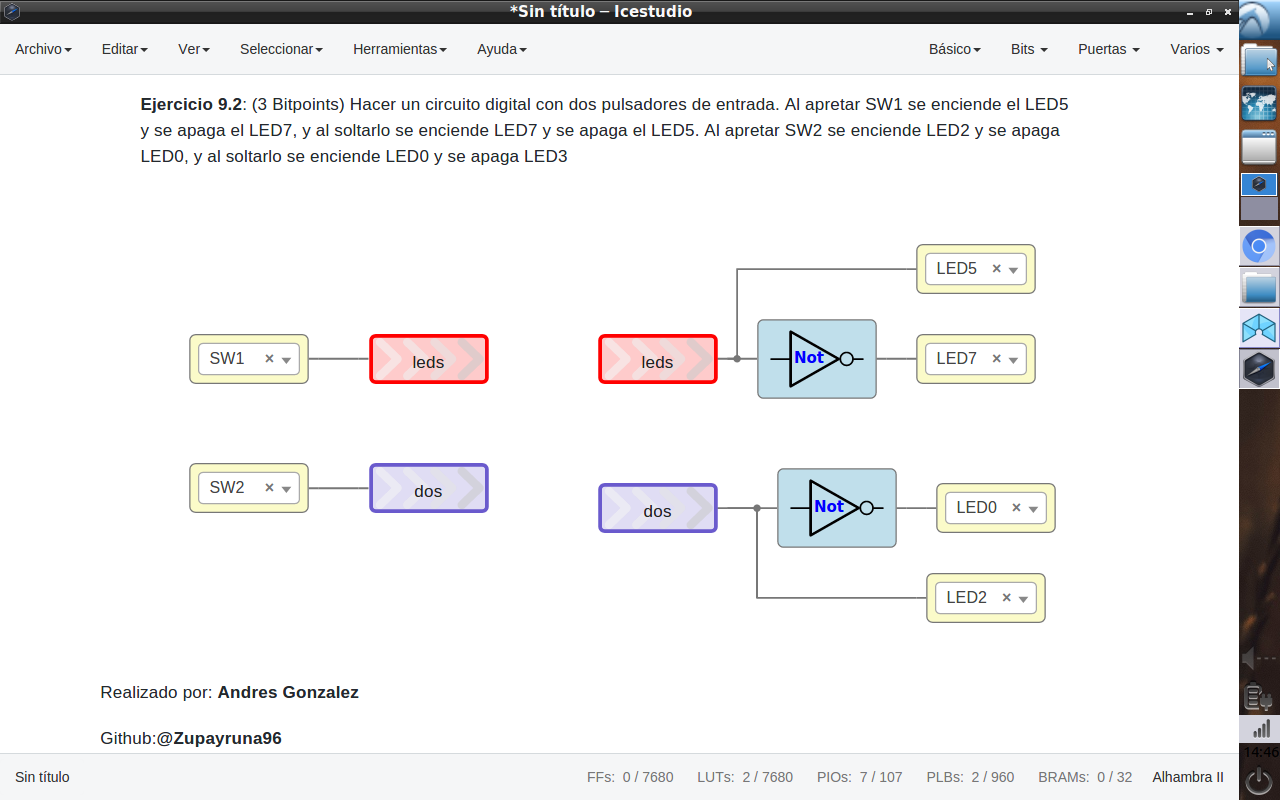 *Sin título – Icestudio
Archivo Editar Ver Seleccionar Herramientas Ayuda Básico Bits Puertas Varios
Ejercicio 9.2: (3 Bitpoints) Hacer un circuito digital con dos pulsadores de entrada. Al apretar SW1 se enciende el LED5
y se apaga el LED7, y al soltarlo se enciende LED7 y se apaga el LED5. Al apretar SW2 se enciende LED2 y se apaga
LED0, y al soltarlo se enciende LED0 y se apaga LED3
LED5 ×
SW1 × leds leds Not LED7 ×
SW2 × dos dos Not LED0 ×
LED2 ×
Realizado por: Andres Gonzalez
Github:@Zupayruna96
14:46
Sin título FFs: 0 / 7680 LUTs: 2 / 7680 PIOs: 7 / 107 PLBs: 2 / 960 BRAMs: 0 / 32 Alhambra II